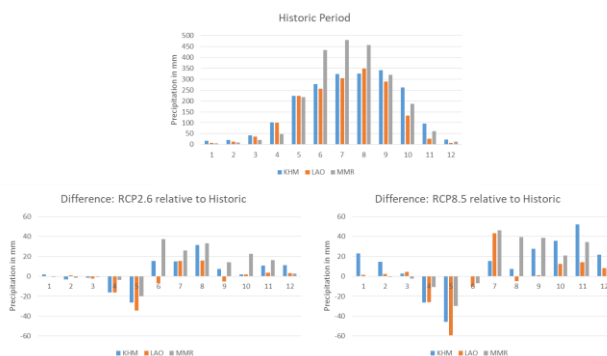 Historic Period
Precipitation in mm
500
450
400
350
300
250
200
150
100
50
0
1 2 3 4 5 6 7 8 9 10 11 12
KHM LAO MMR
Difference: RCP2.6 relative to Historic
Precipitation in mm
60
40
20
0
-20
-40
-60
1 2 3 4 5 6 7 8 9 10 11 12
KHM LAO MMR
Difference: RCP8.5 relative to Historic
Precipitation in mm
60
40
20
0
-20
-40
-60
1 2 3 4 5 6 7 8 9 10 11 12
KHM LAO MMR